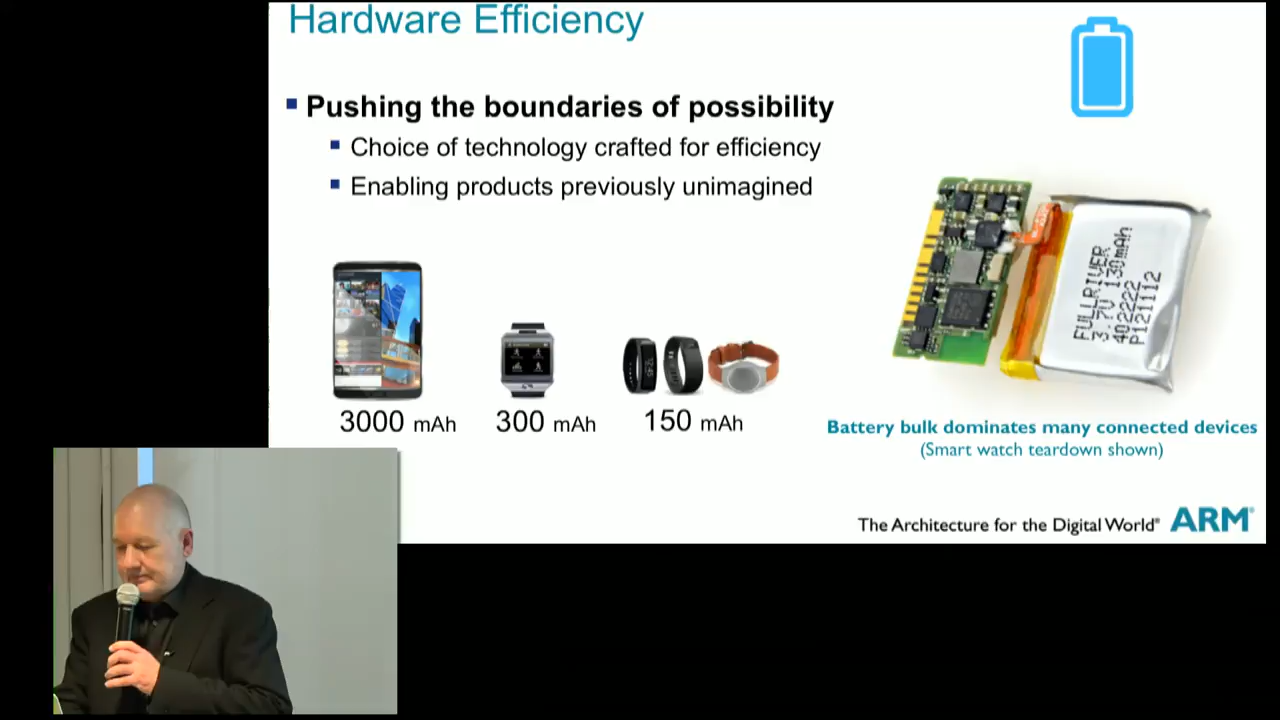 Hardware Efficiency
Pushing the boundaries of possibility
Choice of technology crafted for efficiency
Enabling products previously unimagined
3000 mAh
300 mAh
150 mAh
FULLRIVER
3.7V 130mAh
402222
P121112
Battery bulk dominates many connected devices
(Smart watch teardown shown)
The Architecture for the Digital World®
ARM®